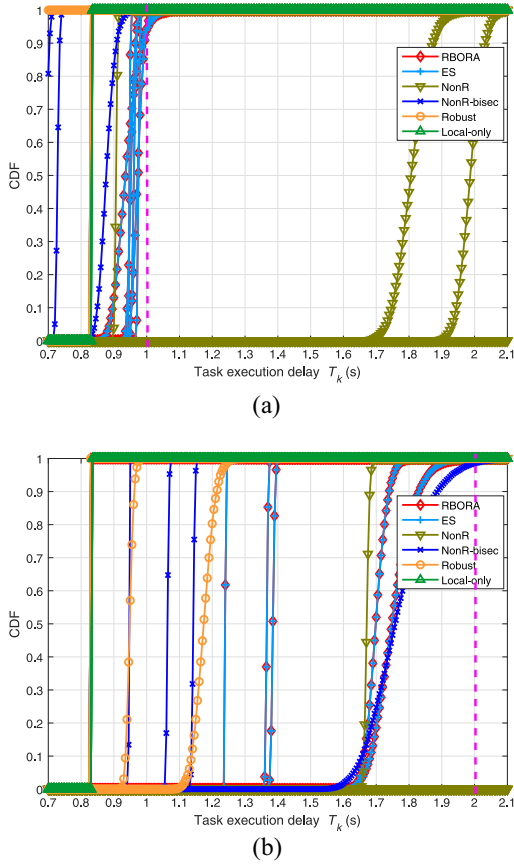 1
0.9
0.8
0.7
0.6
0.5
0.4
0.3
0.2
0.1
0
CDF
RBORA
ES
NonR
NonR-bisec
Robust
Local-only
0.7 0.8 0.9 1 1.1 1.2 1.3 1.4 1.5 1.6 1.7 1.8 1.9 2 2.1
Task execution delay T_k (s)
(a)
1
0.9
0.8
0.7
0.6
0.5
0.4
0.3
0.2
0.1
0
CDF
RBORA
ES
NonR
NonR-bisec
Robust
Local-only
0.7 0.8 0.9 1 1.1 1.2 1.3 1.4 1.5 1.6 1.7 1.8 1.9 2 2.1
Task execution delay T_k (s)
(b)